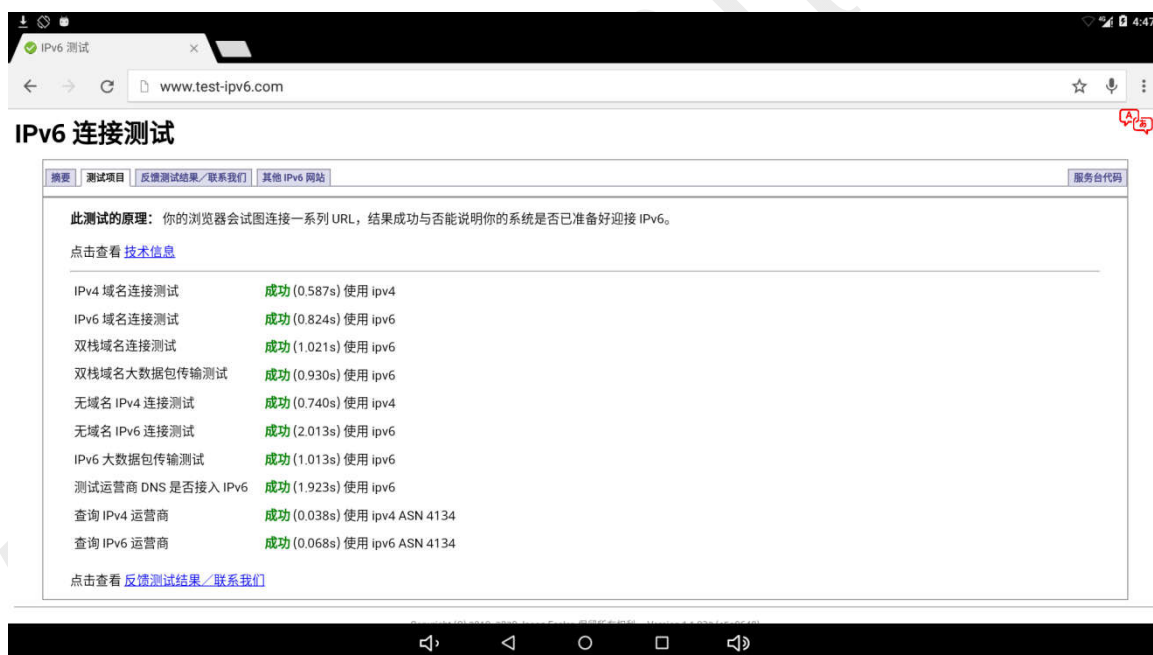 4G 4:47
IPv6 测试
www.test-ipv6.com
IPv6 连接测试
摘要 测试项目 反馈测试结果／联系我们 其他 IPv6 网站 服务台代码
此测试的原理： 你的浏览器会试图连接一系列 URL，结果成功与否能说明你的系统是否已准备好迎接 IPv6。
点击查看 技术信息
IPv4 域名连接测试 成功 (0.587s) 使用 ipv4
IPv6 域名连接测试 成功 (0.824s) 使用 ipv6
双栈域名连接测试 成功 (1.021s) 使用 ipv6
双栈域名大数据包传输测试 成功 (0.930s) 使用 ipv6
无域名 IPv4 连接测试 成功 (0.740s) 使用 ipv4
无域名 IPv6 连接测试 成功 (2.013s) 使用 ipv6
IPv6 大数据包传输测试 成功 (1.013s) 使用 ipv6
测试运营商 DNS 是否接入 IPv6 成功 (1.923s) 使用 ipv6
查询 IPv4 运营商 成功 (0.038s) 使用 ipv4 ASN 4134
查询 IPv6 运营商 成功 (0.068s) 使用 ipv6 ASN 4134
点击查看 反馈测试结果／联系我们